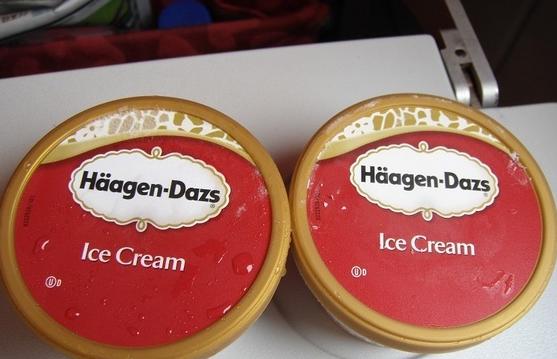 Häagen-Dazs®
Ice Cream
Ⓤ D
Häagen-Dazs®
Ice Cream
Ⓤ D